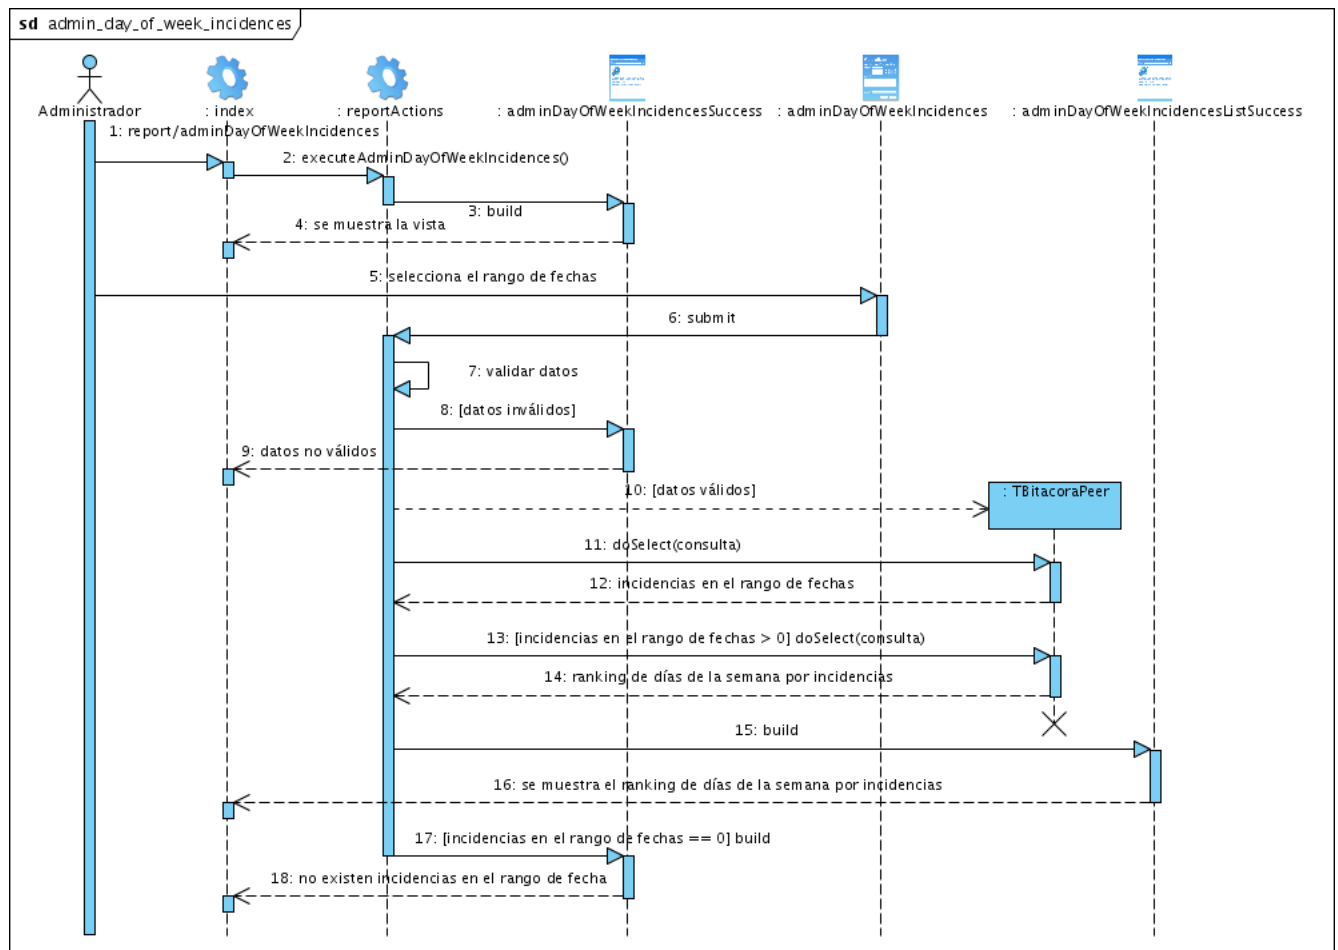 sd admin_day_of_week_incidences
Administrador
: index
: reportActions
: adminDayOfWeekIncidencesSuccess
: adminDayOfWeekIncidences
: adminDayOfWeekIncidencesListSuccess
1: report/adminDayOfWeekIncidences
2: executeAdminDayOfWeekIncidences()
3: build
4: se muestra la vista
5: selecciona el rango de fechas
6: submit
7: validar datos
8: [datos inválidos]
9: datos no válidos
10: [datos válidos]
: TBitacoraPeer
11: doSelect(consulta)
12: incidencias en el rango de fechas
13: [incidencias en el rango de fechas > 0] doSelect(consulta)
14: ranking de días de la semana por incidencias
15: build
16: se muestra el ranking de días de la semana por incidencias
17: [incidencias en el rango de fechas == 0] build
18: no existen incidencias en el rango de fecha